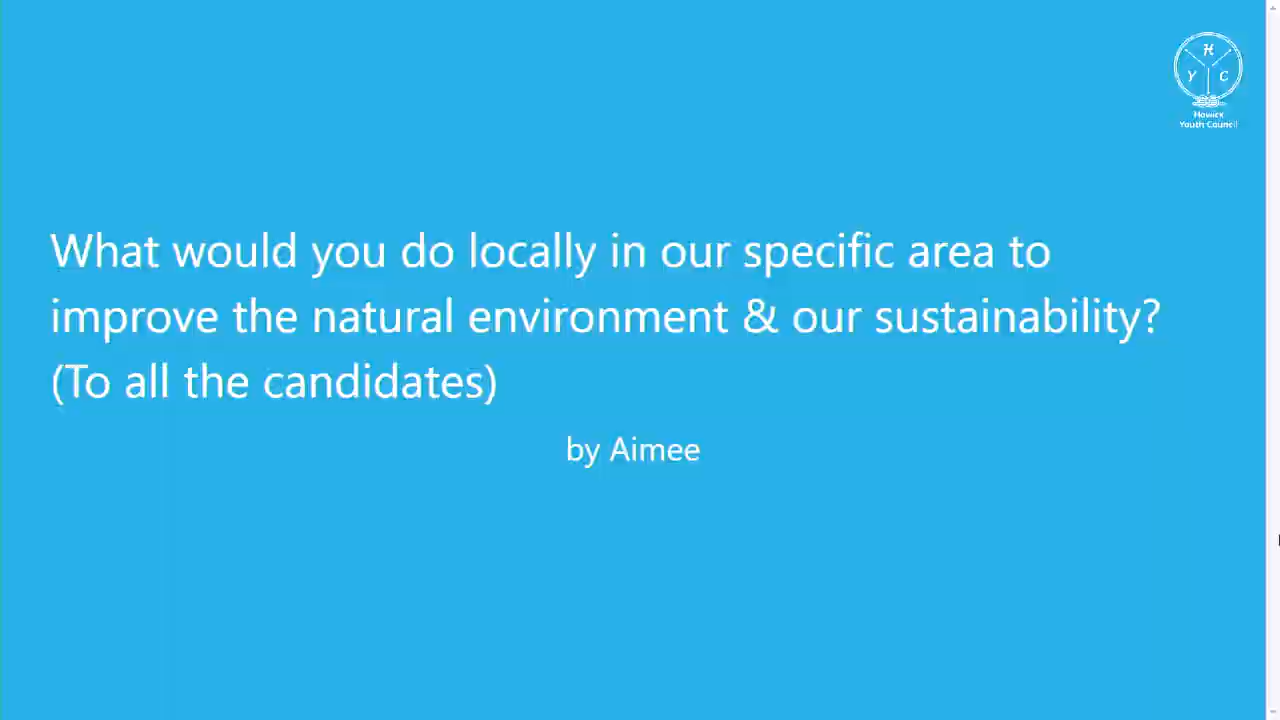 H
Y C
Howick
Youth Council
What would you do locally in our specific area to
improve the natural environment & our sustainability?
(To all the candidates)
by Aimee